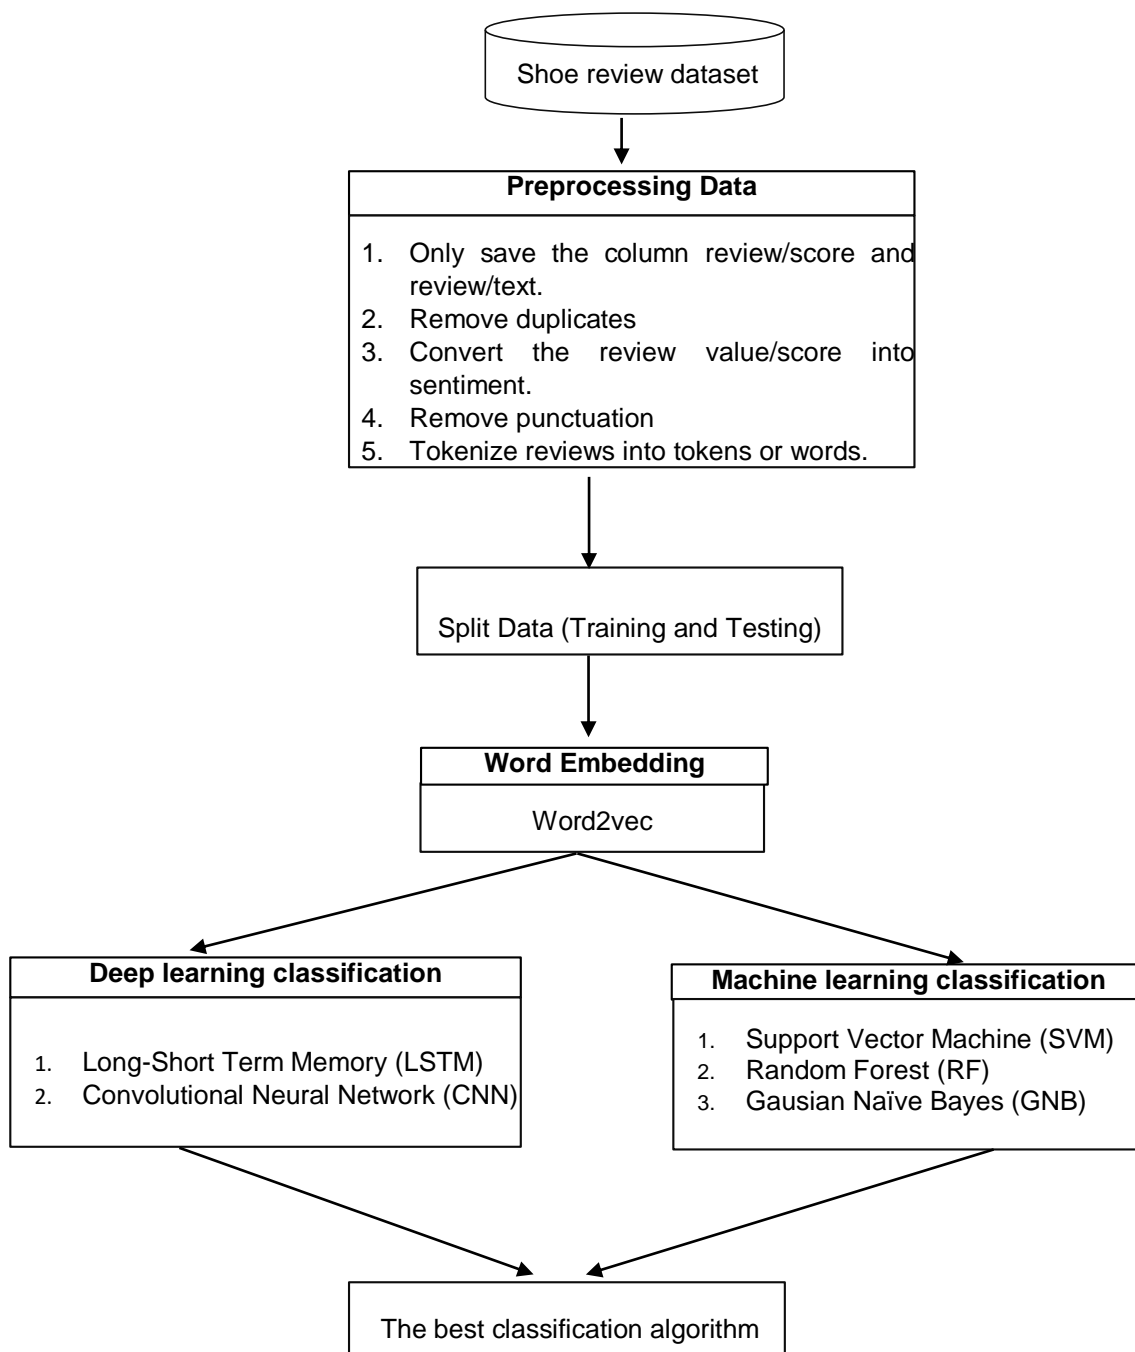 Shoe review dataset
Preprocessing Data
1. Only save the column review/score and
review/text.
2. Remove duplicates
3. Convert the review value/score into
sentiment.
4. Remove punctuation
5. Tokenize reviews into tokens or words.
Split Data (Training and Testing)
Word Embedding
Word2vec
Deep learning classification
1. Long-Short Term Memory (LSTM)
2. Convolutional Neural Network (CNN)
Machine learning classification
1. Support Vector Machine (SVM)
2. Random Forest (RF)
3. Gausian Naïve Bayes (GNB)
The best classification algorithm